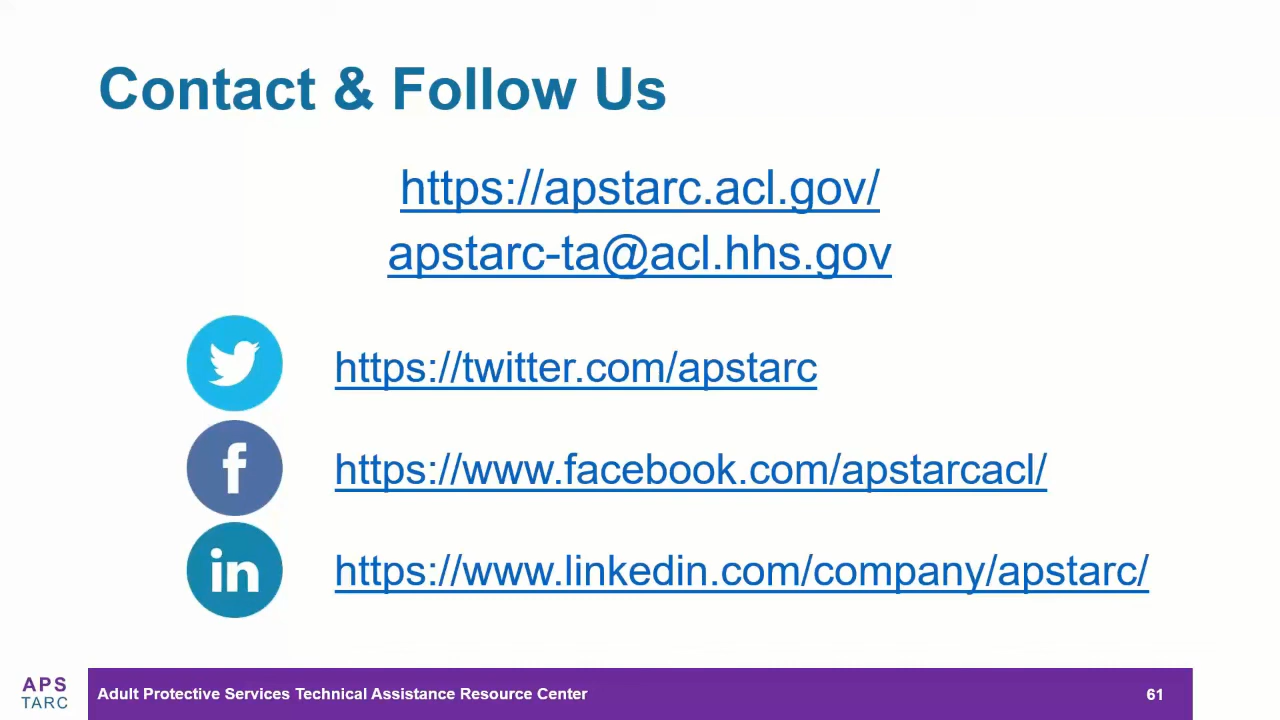 Contact & Follow Us
https://apstarc.acl.gov/
apstarc-ta@acl.hhs.gov
https://twitter.com/apstarc
f
https://www.facebook.com/apstarcacl/
in
https://www.linkedin.com/company/apstarc/
APS
TARC
Adult Protective Services Technical Assistance Resource Center
61